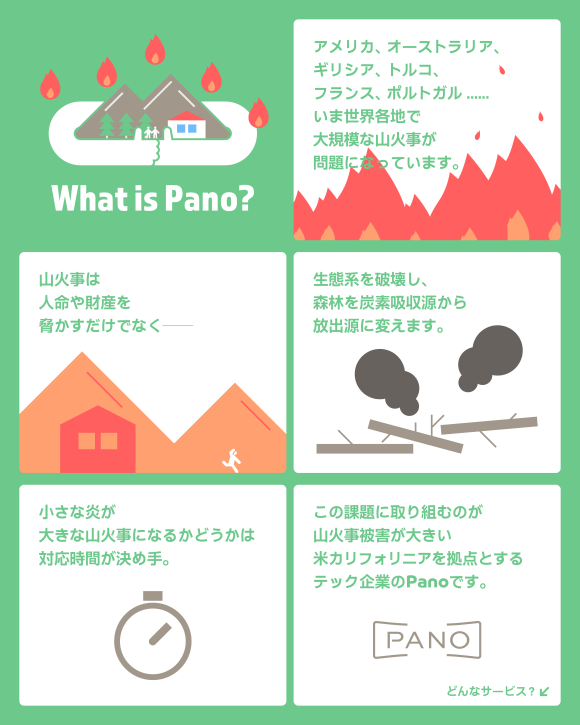 What is Pano?
アメリカ、オーストラリア、
ギリシア、トルコ、
フランス、ポルトガル ......
いま世界各地で
大規模な山火事が
問題になっています。
山火事は
人命や財産を
脅かすだけでなく──
生態系を破壊し、
森林を炭素吸収源から
放出源に変えます。
小さな炎が
大きな山火事になるかどうかは
対応時間が決め手。
この課題に取り組むのが
山火事被害が大きい
米カリフォリニアを拠点とする
テック企業のPanoです。
PANO
どんなサービス？↙